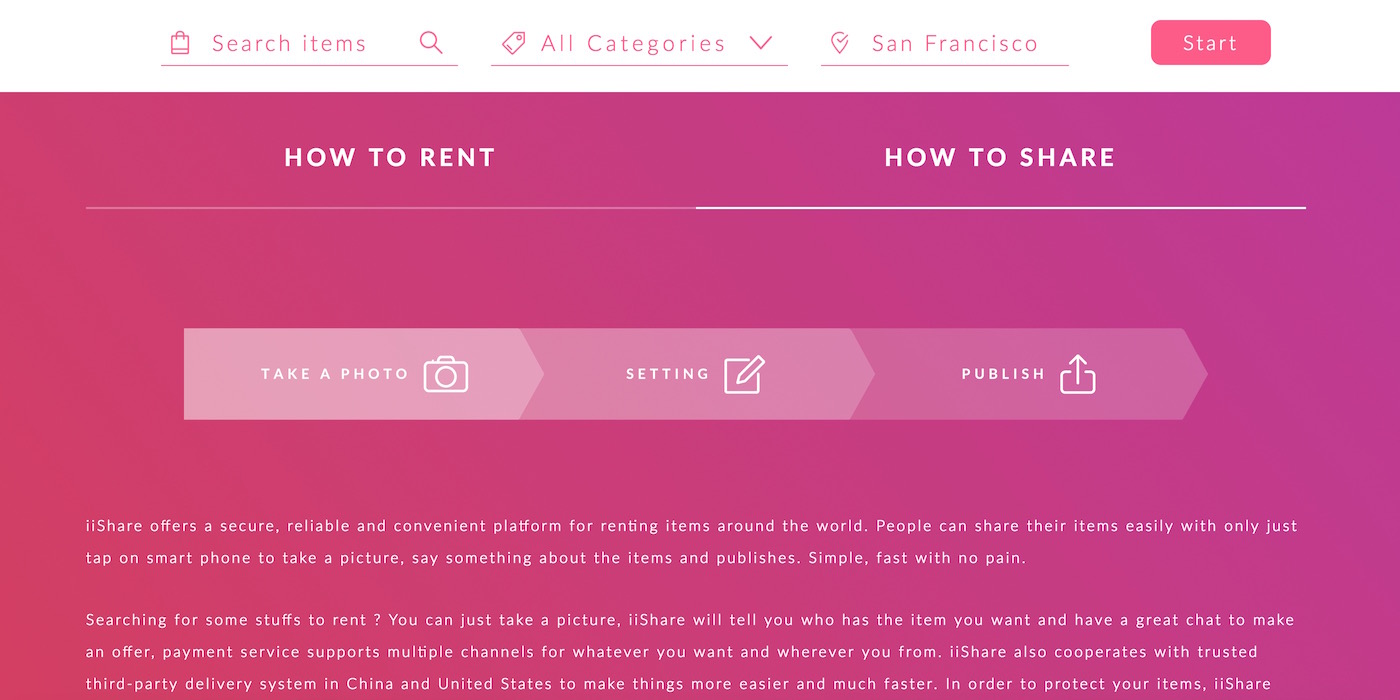 Search items
All Categories
San Francisco
Start
HOW TO RENT
HOW TO SHARE
TAKE A PHOTO
SETTING
PUBLISH
iiShare offers a secure, reliable and convenient platform for renting items around the world. People can share their items easily with only just
tap on smart phone to take a picture, say something about the items and publishes. Simple, fast with no pain.
Searching for some stuffs to rent ? You can just take a picture, iiShare will tell you who has the item you want and have a great chat to make
an offer, payment service supports multiple channels for whatever you want and wherever you from. iiShare also cooperates with trusted
third-party delivery system in China and United States to make things more easier and much faster. In order to protect your items, iiShare